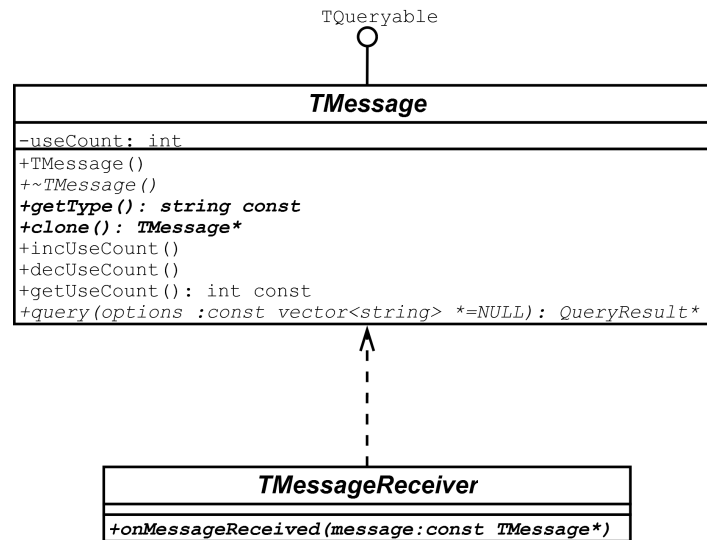 TQueryable
TMessage
-useCount: int
+TMessage()
+~TMessage()
+getType(): string const
+clone(): TMessage*
+incUseCount()
+decUseCount()
+getUseCount(): int const
+query(options :const vector<string> *=NULL): QueryResult*
TMessageReceiver
+onMessageReceived(message:const TMessage*)